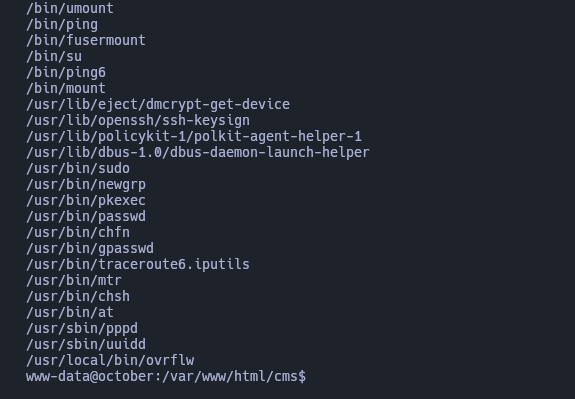 /bin/umount
/bin/ping
/bin/fusermount
/bin/su
/bin/ping6
/bin/mount
/usr/lib/eject/dmcrypt-get-device
/usr/lib/openssh/ssh-keysign
/usr/lib/policykit-1/polkit-agent-helper-1
/usr/lib/dbus-1.0/dbus-daemon-launch-helper
/usr/bin/sudo
/usr/bin/newgrp
/usr/bin/pkexec
/usr/bin/passwd
/usr/bin/chfn
/usr/bin/gpasswd
/usr/bin/traceroute6.iputils
/usr/bin/mtr
/usr/bin/chsh
/usr/bin/at
/usr/sbin/pppd
/usr/sbin/uuidd
/usr/local/bin/ovrflw
www-data@october:/var/www/html/cms$